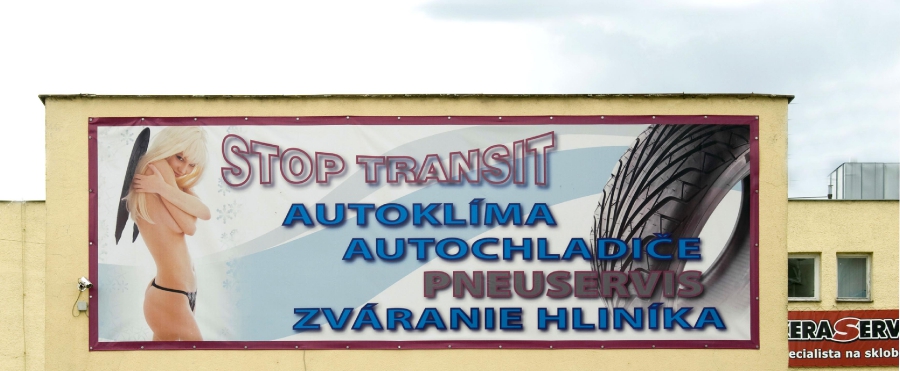 STOP TRANSIT
AUTOKLÍMA
AUTOCHLADIČE
PNEUSERVIS
ZVÁRANIE HLINÍKA